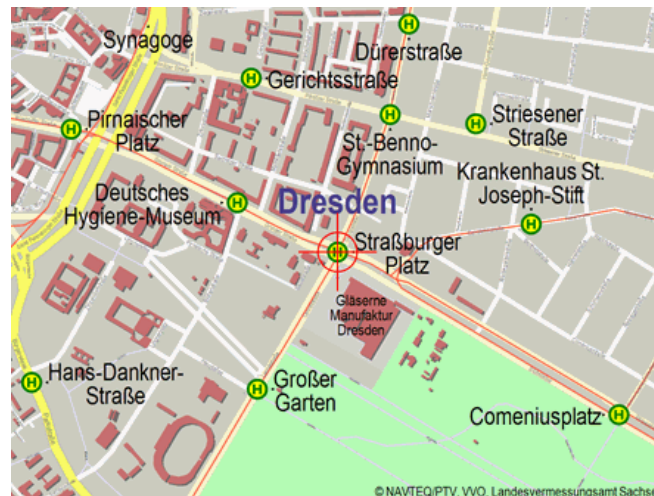 Synagoge
Dürerstraße
H
H
Gerichtsstraße
H
H
Pirnaischer
Platz
H
St.-Benno-
Gymnasium
Striesener
Straße
Krankenhaus St.
Joseph-Stift
Deutsches
Hygiene-Museum
H
Dresden
H
Straßburger
Platz
H
Gläserne
Manufaktur
Dresden
H
Hans-Dankner-
Straße
H
Großer
Garten
Comeniusplatz
H
© NAVTEQ/PTV, VVO, Landesvermessungsamt Sachse